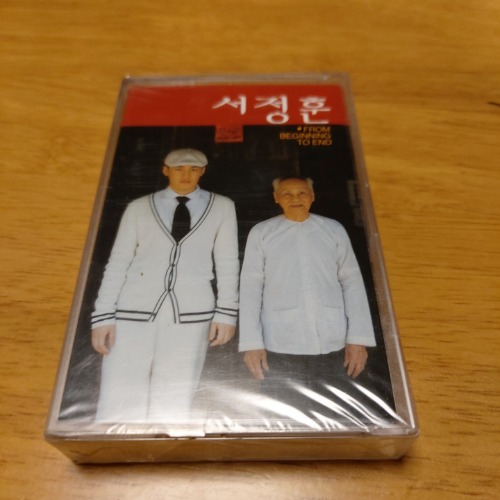 서정훈
FROM
BEGINNING
TO END